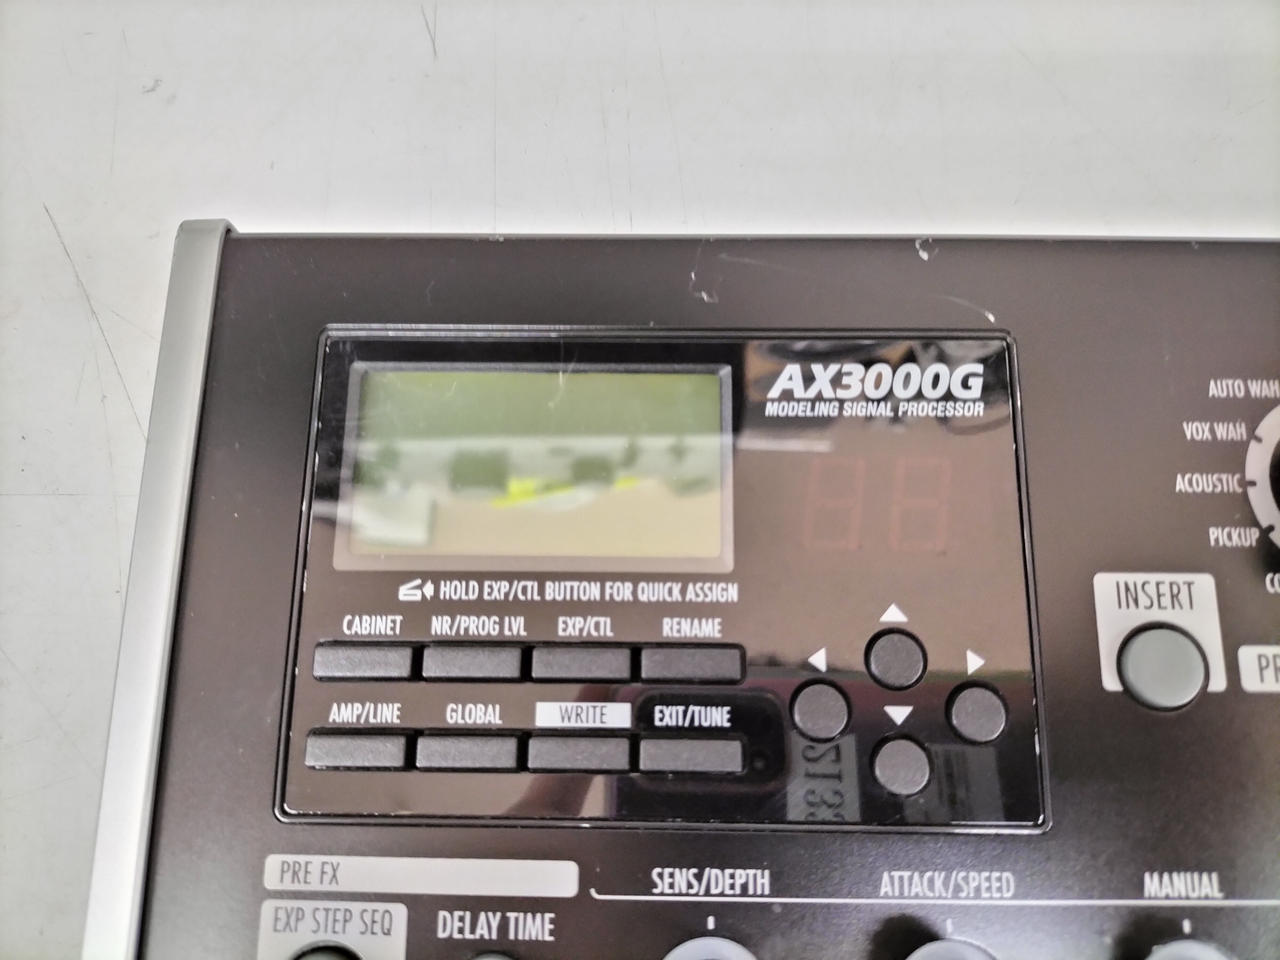 AX3000G
MODELING SIGNAL PROCESSOR
AUTO WAH
VOX WAH
ACOUSTIC
PICKUP
HOLD EXP/CTL BUTTON FOR QUICK ASSIGN
INSERT
CABINET NR/PROG LVL EXP/CTL RENAME
AMP/LINE GLOBAL WRITE EXIT/TUNE
PRE FX
SENS/DEPTH ATTACK/SPEED MANUAL
EXP STEP SEQ DELAY TIME